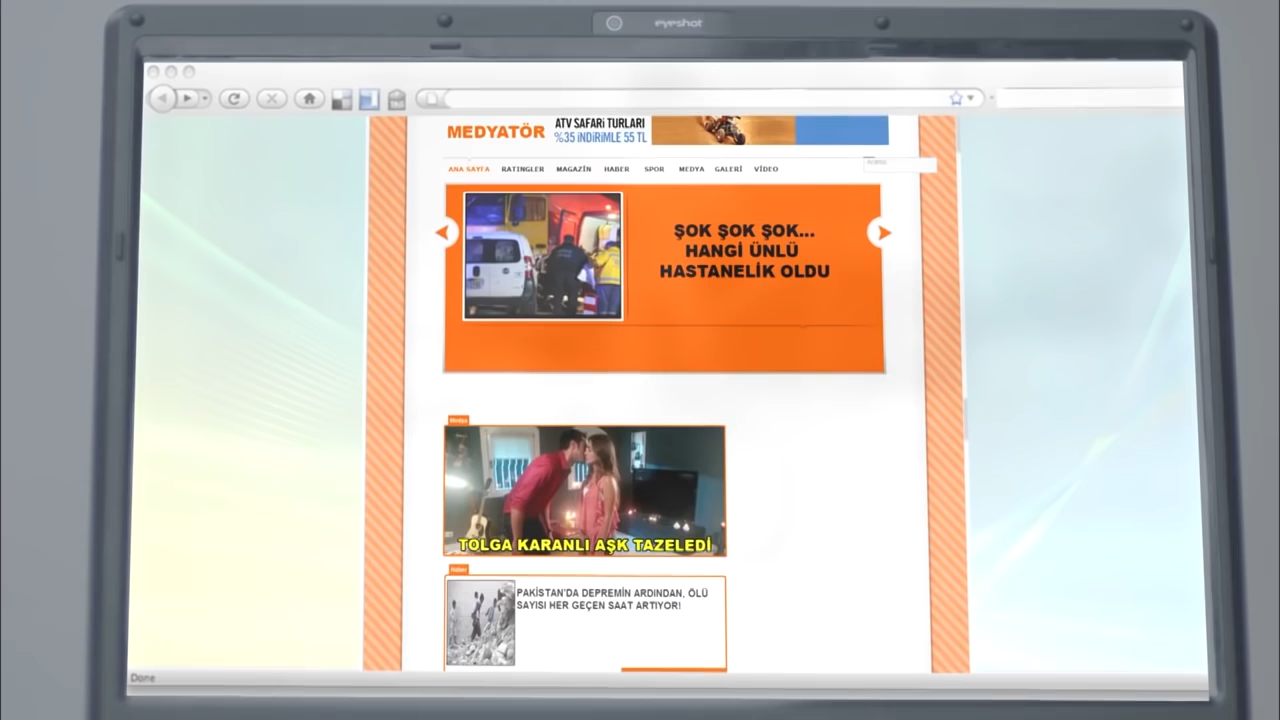 eyeshot
MEDYATÖR
ATV SAFARİ TURLARI
%35 İNDİRİMLE 55 TL
ANA SAYFA RATINGLER MAGAZİN HABER SPOR MEDYA GALERİ VİDEO
ŞOK ŞOK ŞOK...
HANGİ ÜNLÜ
HASTANELİK OLDU
Medya
TOLGA KARANLI AŞK TAZELEDİ
Haber
PAKİSTAN'DA DEPREMİN ARDINDAN, ÖLÜ
SAYISI HER GEÇEN SAAT ARTIYOR!
Done